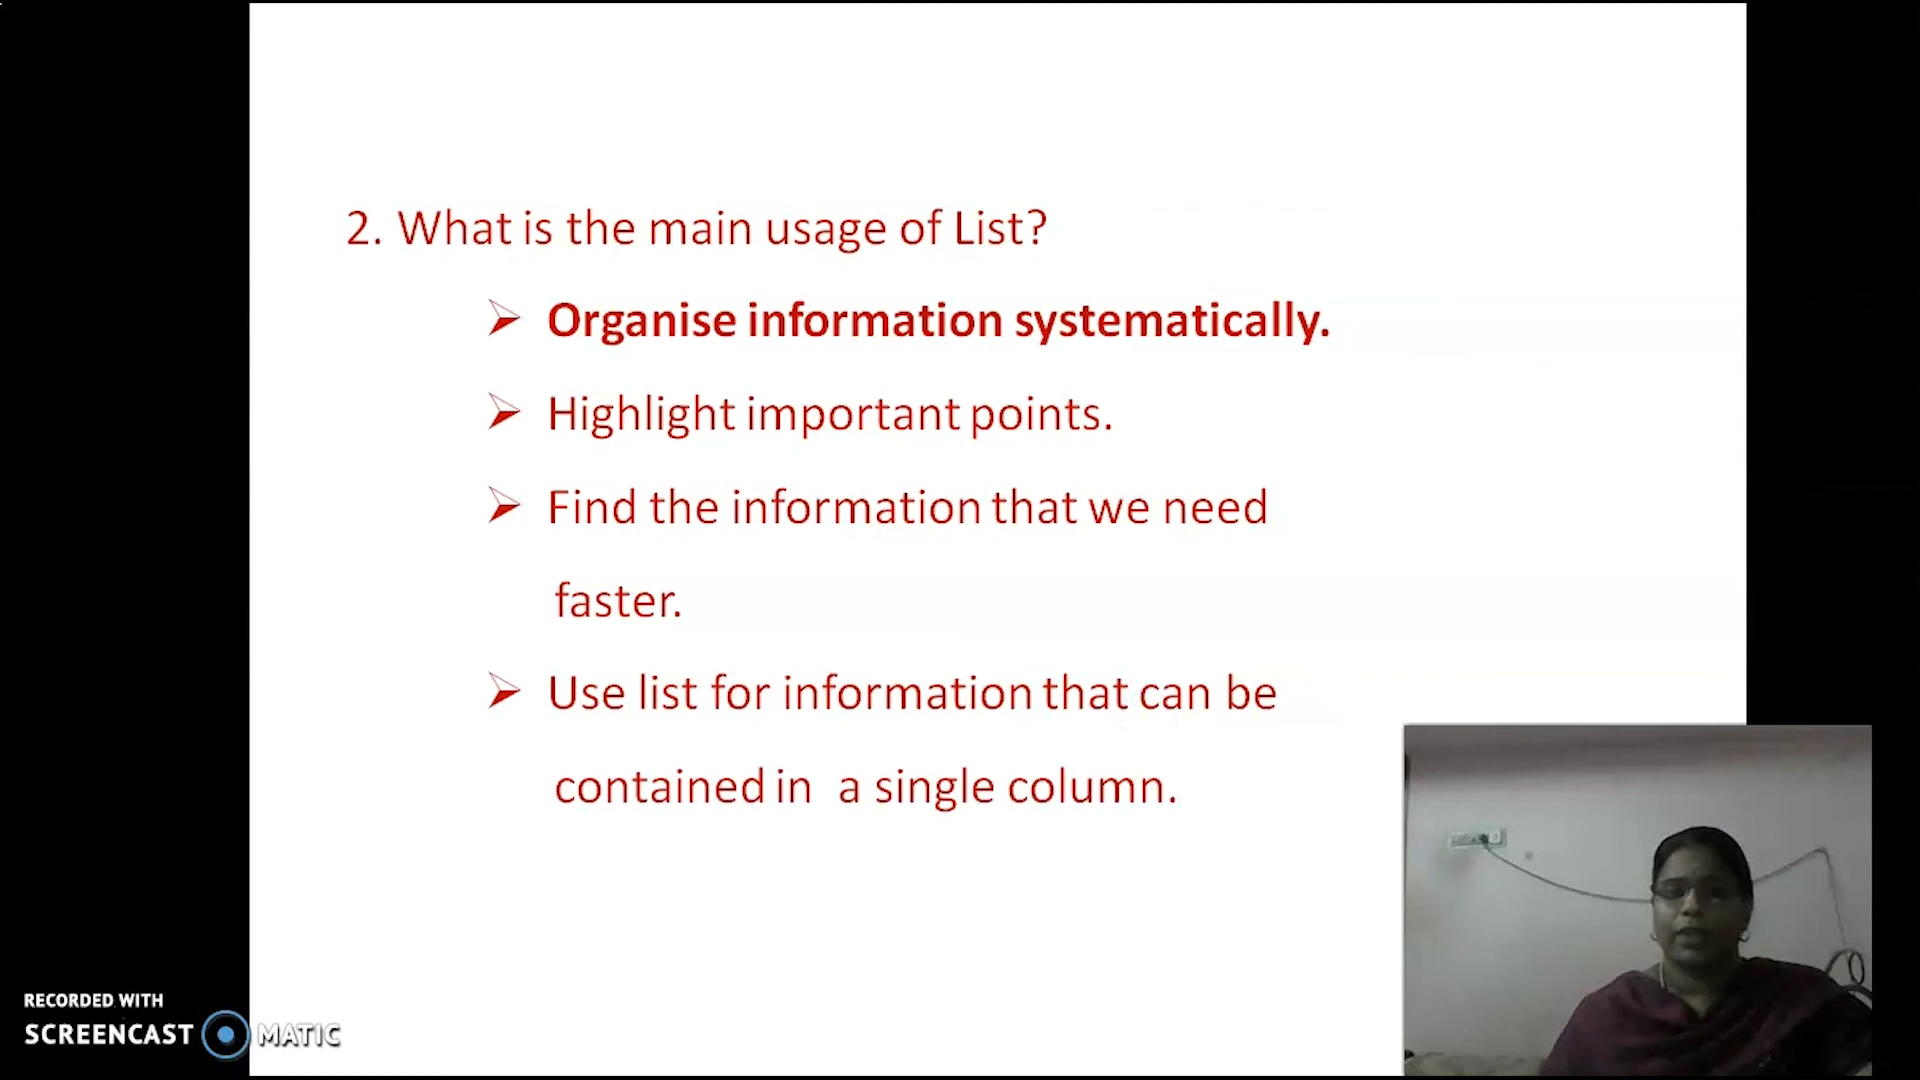 2. What is the main usage of List?
➢ Organise information systematically.
➢ Highlight important points.
➢ Find the information that we need
faster.
➢ Use list for information that can be
contained in a single column.
RECORDED WITH
SCREENCAST MATIC